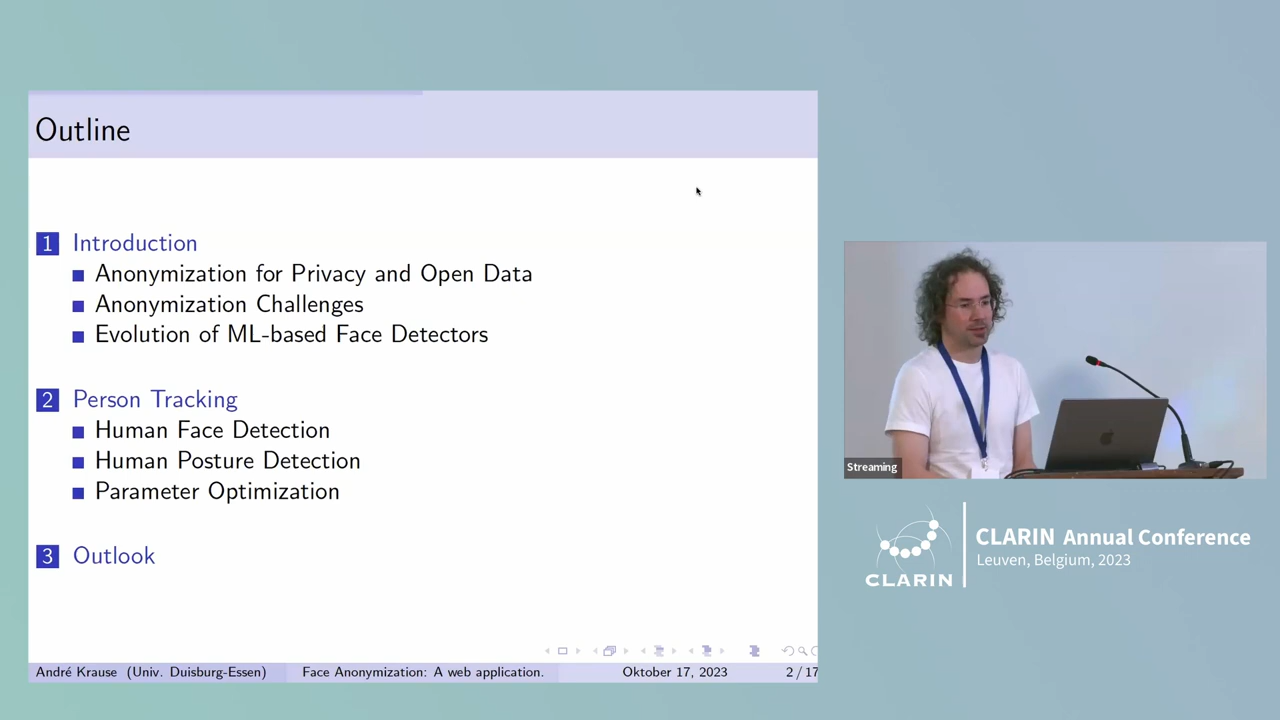 Outline
1 Introduction
Anonymization for Privacy and Open Data
Anonymization Challenges
Evolution of ML-based Face Detectors
2 Person Tracking
Human Face Detection
Human Posture Detection
Parameter Optimization
3 Outlook
André Krause (Univ. Duisburg-Essen) Face Anonymization: A web application. Oktober 17, 2023 2 / 17
Streaming
CLARIN
CLARIN Annual Conference
Leuven, Belgium, 2023